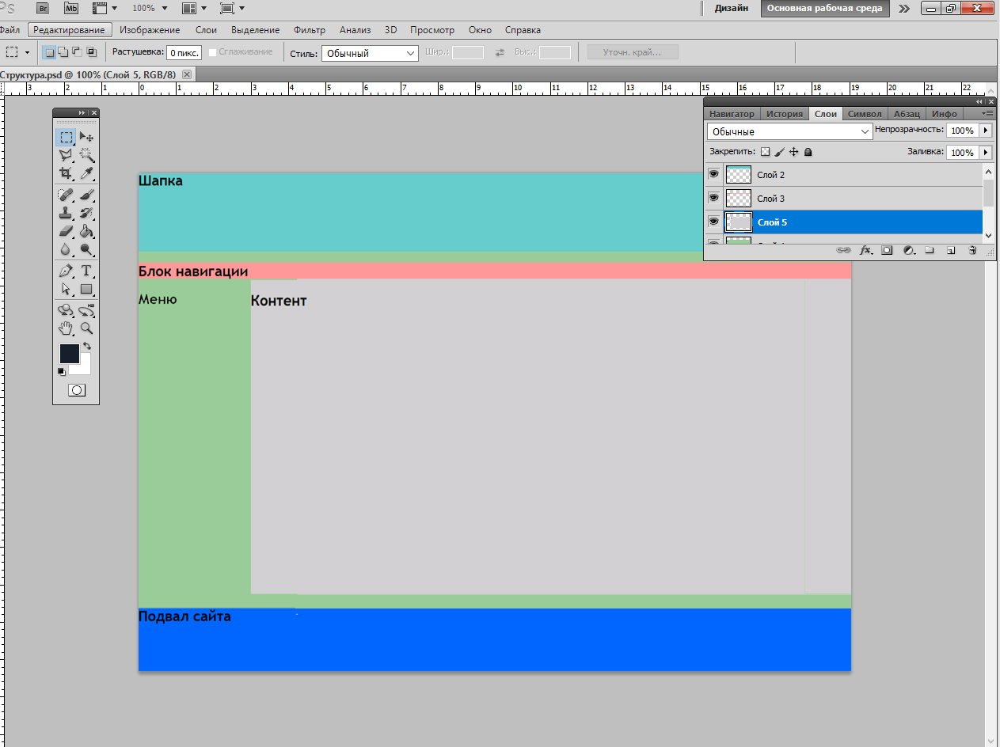 Ps Br Mb 100% Дизайн Основная рабочая среда
Файл Редактирование Изображение Слои Выделение Фильтр Анализ 3D Просмотр Окно Справка
Растушевка: 0 пикс. Сглаживание Стиль: Обычный Шир.: Выс.: Уточн. край...
Структура.psd @ 100% (Слой 5, RGB/8)
3 2 1 0 1 2 3 4 5 6 7 8 9 10 11 12 13 14 15 16 17 18 19 20 21 22
Навигатор История Слои Символ Абзац Инфо
Обычные Непрозрачность: 100%
Закрепить: Заливка: 100%
Слой 2
Слой 3
Слой 5
Шапка
Блок навигации
Меню
Контент
Подвал сайта